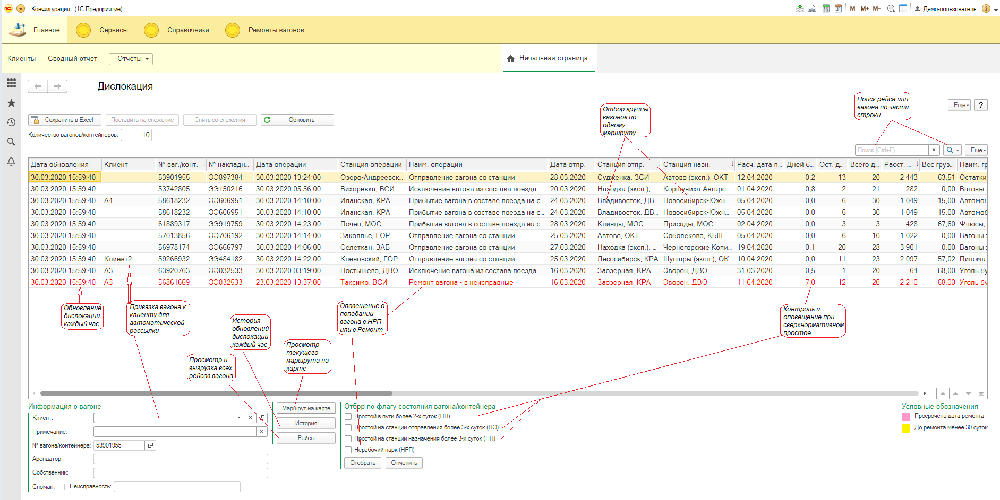 Конфигурация (1С:Предприятие)
M M+ M- Демо-пользователь
Главное Сервисы Справочники Ремонты вагонов
Клиенты Сводный отчет Отчеты Начальная страница
Дислокация
Поиск рейса или
вагона по части
строки
Еще ?
Отбор группы
вагонов по
одному
маршруту
Сохранить в Excel Поставить на слежение Снять со слежения Обновить
Количество вагонов/контейнеров: 10
Поиск (Ctrl+F) × Еще
Дата обновления Клиент № ваг./конт. ↓ № накладн... Дата операции Станция операции Наим. операции Дата отпр. Станция отпр. ↓ Станция назн. ↓ Расч. дата п... Дней б... Ост. д... Всего д... Расст. ... ↓ Вес груз... Наим. гр
30.03.2020 15:59:40 53901955 ЭЭ897384 30.03.2020 13:24:00 Озеро-Андреевск... Отправление вагона со станции 28.03.2020 Судженка, ЗСИ Автово (эксп.), ОКТ 12.04.2020 0,2 13 20 2 443 63,51 Остатки
30.03.2020 15:59:40 53742805 ЭЭ150216 30.03.2020 05:56:00 Вихоревка, ВСИ Исключение вагона из состава поезда 20.03.2020 Находка (эксп.), ... Коршуниха-Ангарс... 01.04.2020 0,8 2 21 282 0,00 Вагоны
30.03.2020 15:59:40 А4 58618232 ЭЭ606951 30.03.2020 14:10:00 Иланская, КРА Прибытие вагона в составе поезда на с... 24.03.2020 Владивосток, ДВ... Новосибирск-Южн... 05.04.2020 0,0 6 30 1 049 15,00 Автомоб
30.03.2020 15:59:40 58618232 ЭЭ606951 30.03.2020 14:10:00 Иланская, КРА Прибытие вагона в составе поезда на с... 24.03.2020 Владивосток, ДВ... Новосибирск-Южн... 05.04.2020 0,0 6 30 1 049 15,00 Автомоб
30.03.2020 15:59:40 61889317 ЭЭ919759 30.03.2020 14:23:00 Почеп, МОС Прибытие вагона в составе поезда на с... 28.03.2020 Клинцы, МОС Присады, МОС 02.04.2020 0,0 3 3 428 67,60 Флюсы,
30.03.2020 15:59:40 57013856 ЭЭ706192 30.03.2020 14:14:00 Заколпье, ГОР Отправление вагона со станции 25.03.2020 Автово, ОКТ Соболеково, КБШ 05.04.2020 0,0 6 10 1 022 0,00 Вагоны
30.03.2020 15:59:40 56978174 ЭЭ666797 30.03.2020 14:06:00 Селеткан, ЗАБ Отправление вагона со станции 27.03.2020 Находка (эксп.), ... Черногорские Копи... 19.04.2020 0,1 20 28 3 901 0,00 Вагоны
30.03.2020 15:59:40 Клиент2 59266932 ЭЭ484182 30.03.2020 14:22:00 Кленовский, ГОР Отправление вагона со станции 25.03.2020 Лесосибирск, КРА Шушары (эксп.), ОК... 10.04.2020 0,0 11 23 2 097 57,02 Пиломат
30.03.2020 15:59:40 А3 63920763 ЭЭ032533 30.03.2020 03:19:00 Постышево, ДВО Исключение вагона из состава поезда 16.03.2020 Заозерная, КРА Эворон, ДВО 31.03.2020 0,5 1 20 64 68,00 Уголь бу
30.03.2020 15:59:40 А3 56861669 ЭЭ032533 23.03.2020 13:37:00 Таксимо, ВСИ Ремонт вагона - в неисправные 16.03.2020 Заозерная, КРА Эворон, ДВО 11.04.2020 7,0 12 20 2 210 68,00 Уголь бу
Обновление
дислокации
каждый час
Привязка вагона к
клиенту для
автоматической
рассылки
История
обновлений
дислокации
каждый час
Оповещение о
попадании
вагона в НРП
или в Ремонт
Контроль и
оповещение при
сверхнормативном
простое
Просмотр и
выгрузка всех
рейсов вагона
Просмотр
текущего
маршрута на
карте
Информация о вагоне
Клиент:
Примечание:
№ вагона/контейнера: 53901955
Арендатор:
Собственник:
Сломан: Неисправность:
Маршрут на карте
История
Рейсы
Отбор по флагу состояния вагона/контейнера
Простой в пути более 2-х суток (ПП)
Простой на станции отправления более 3-х суток (ПО)
Простой на станции назначения более 3-х суток (ПН)
Нерабочий парк (НРП)
Отобрать Отменить
Условные обозначения
Просрочена дата ремонта
До ремонта менее 30 суток